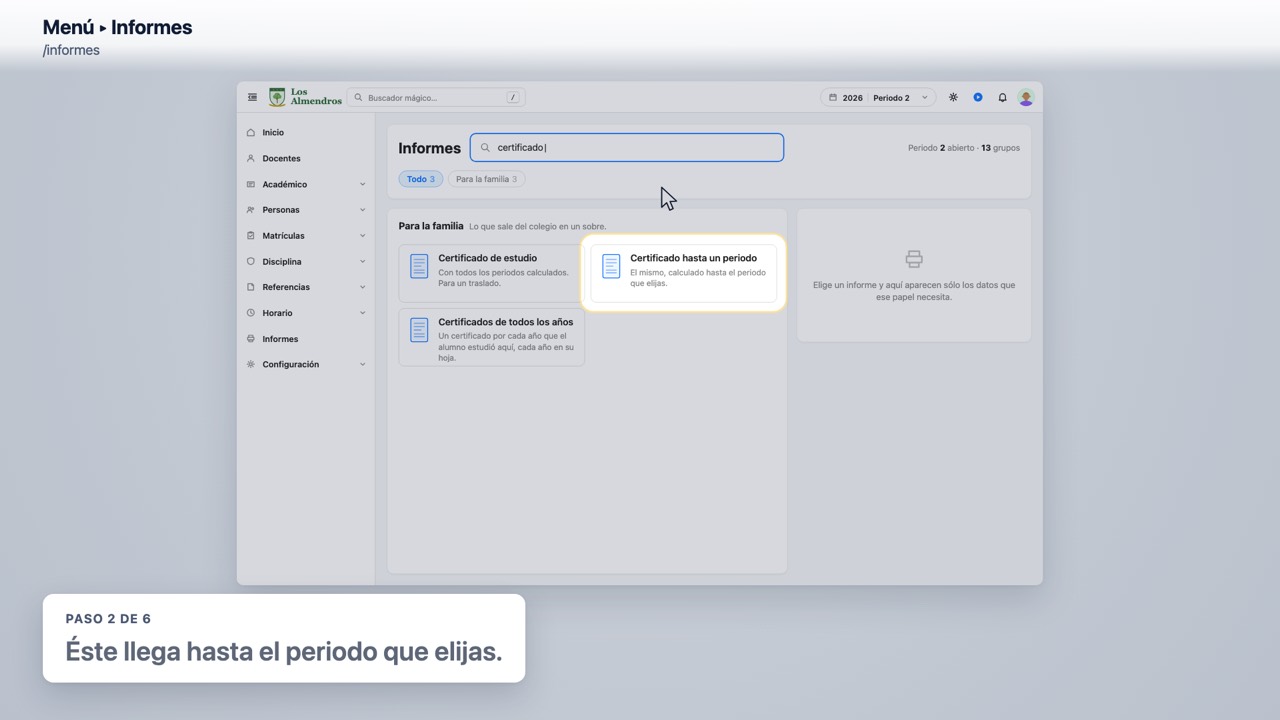 Menú ▸ Informes
/informes
Los Almendros
Buscador mágico...
/
2026
Periodo 2
Inicio
Docentes
Académico
Personas
Matrículas
Disciplina
Referencias
Horario
Informes
Configuración
Informes
certificado
Periodo 2 abierto · 13 grupos
Todo 3
Para la familia 3
Para la familia Lo que sale del colegio en un sobre.
Certificado de estudio
Con todos los periodos calculados.
Para un traslado.
Certificado hasta un periodo
El mismo, calculado hasta el periodo
que elijas.
Certificados de todos los años
Un certificado por cada año que el
alumno estudió aquí, cada año en su
hoja.
Elige un informe y aquí aparecen sólo los datos que
ese papel necesita.
PASO 2 DE 6
Éste llega hasta el periodo que elijas.